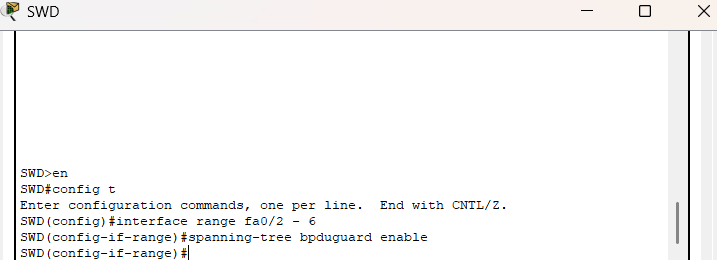 SWD
SWD>en
SWD#config t
Enter configuration commands, one per line.  End with CNTL/Z.
SWD(config)#interface range fa0/2 - 6
SWD(config-if-range)#spanning-tree bpduguard enable
SWD(config-if-range)#